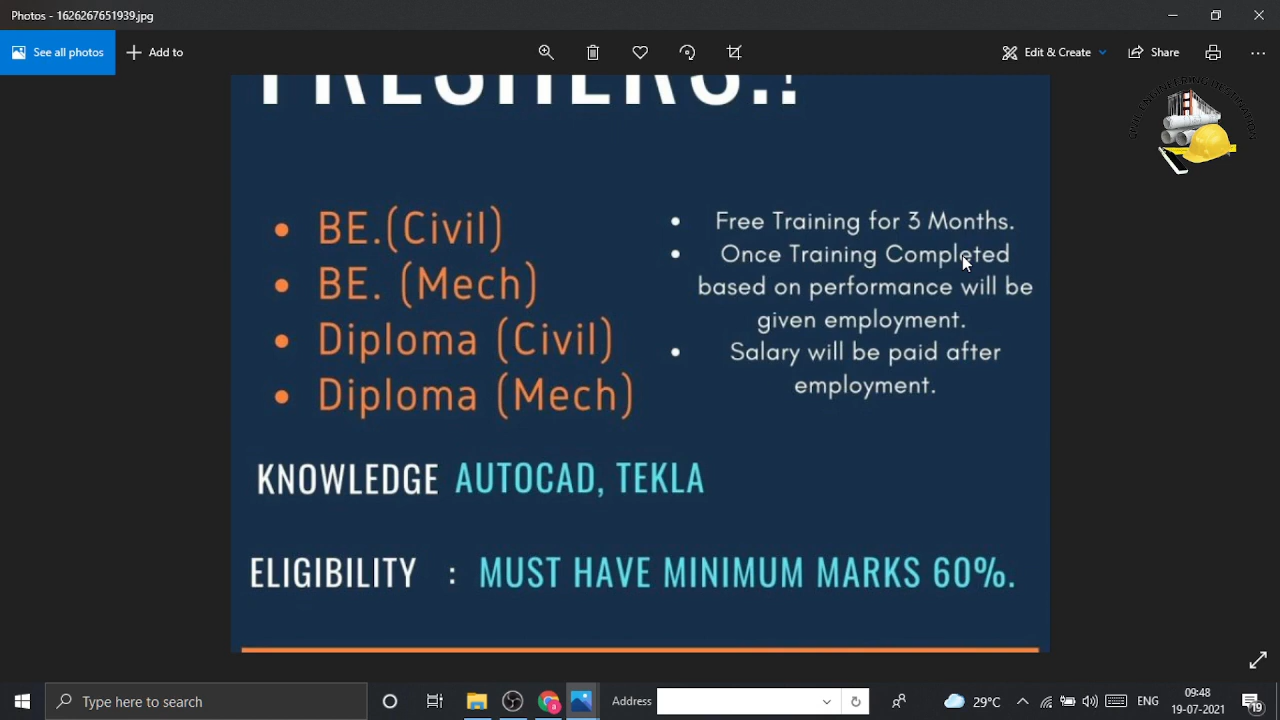 Photos - 1626267651939.jpg
See all photos
Add to
Edit & Create
Share
FRESHERS.!
• BE.(Civil)
• BE. (Mech)
• Diploma (Civil)
• Diploma (Mech)
• Free Training for 3 Months.
• Once Training Completed
based on performance will be
given employment.
• Salary will be paid after
employment.
KNOWLEDGE AUTOCAD, TEKLA
ELIGIBILITY : MUST HAVE MINIMUM MARKS 60%.
Type here to search
Address
29°C
ENG
09:48
19-07-2021
19